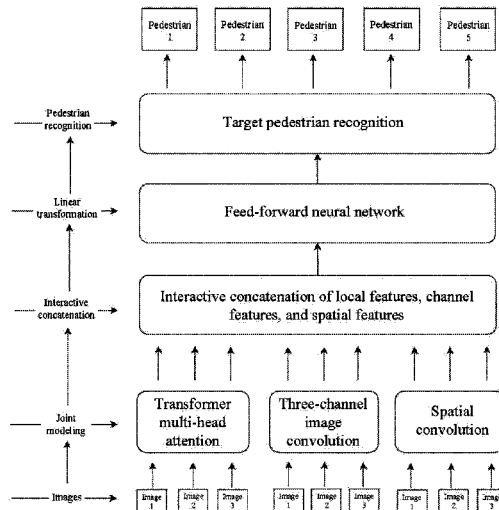 Pedestrian 1
Pedestrian 2
Pedestrian 3
Pedestrian 4
Pedestrian 5
Pedestrian
recognition
Target pedestrian recognition
Linear
transformation
Feed-forward neural network
Interactive
concatenation
Interactive concatenation of local features, channel
features, and spatial features
Joint
modeling
Transformer
multi-head
attention
Three-channel
image
convolution
Spatial
convolution
Images
Image 1
Image 2
Image 3
Image 1
Image 2
Image 3
Image 1
Image 2
Image 3